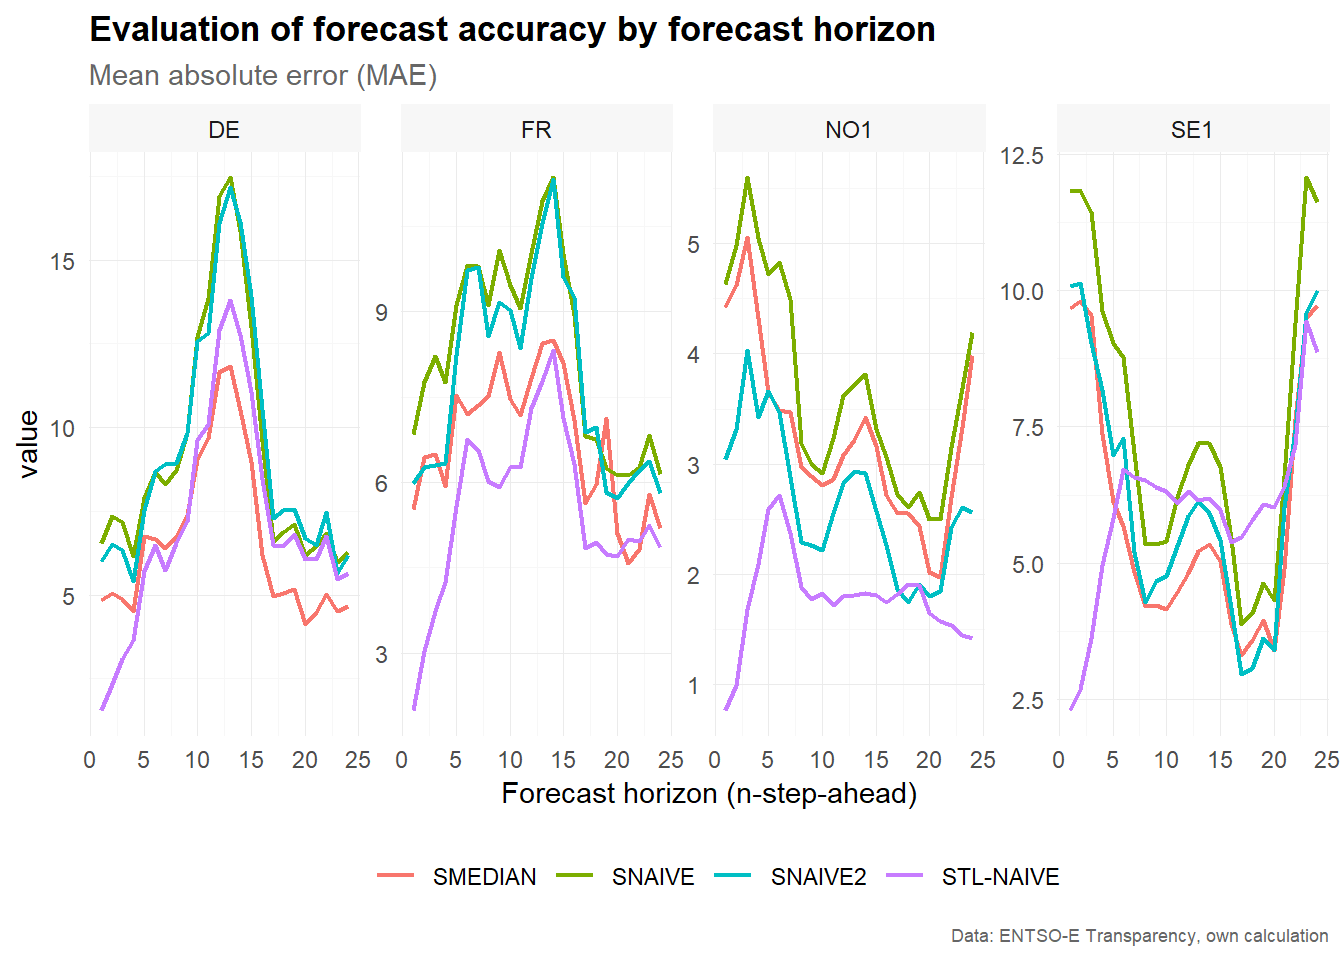 Evaluation of forecast accuracy by forecast horizon
Mean absolute error (MAE)
DE FR NO1 SE1
value
15
10
5
9
6
3
5
4
3
2
1
12.5
10.0
7.5
5.0
2.5
0 5 10 15 20 25 0 5 10 15 20 25 0 5 10 15 20 25 0 5 10 15 20 25
Forecast horizon (n-step-ahead)
SMEDIAN SNAIVE SNAIVE2 STL-NAIVE
Data: ENTSO-E Transparency, own calculation